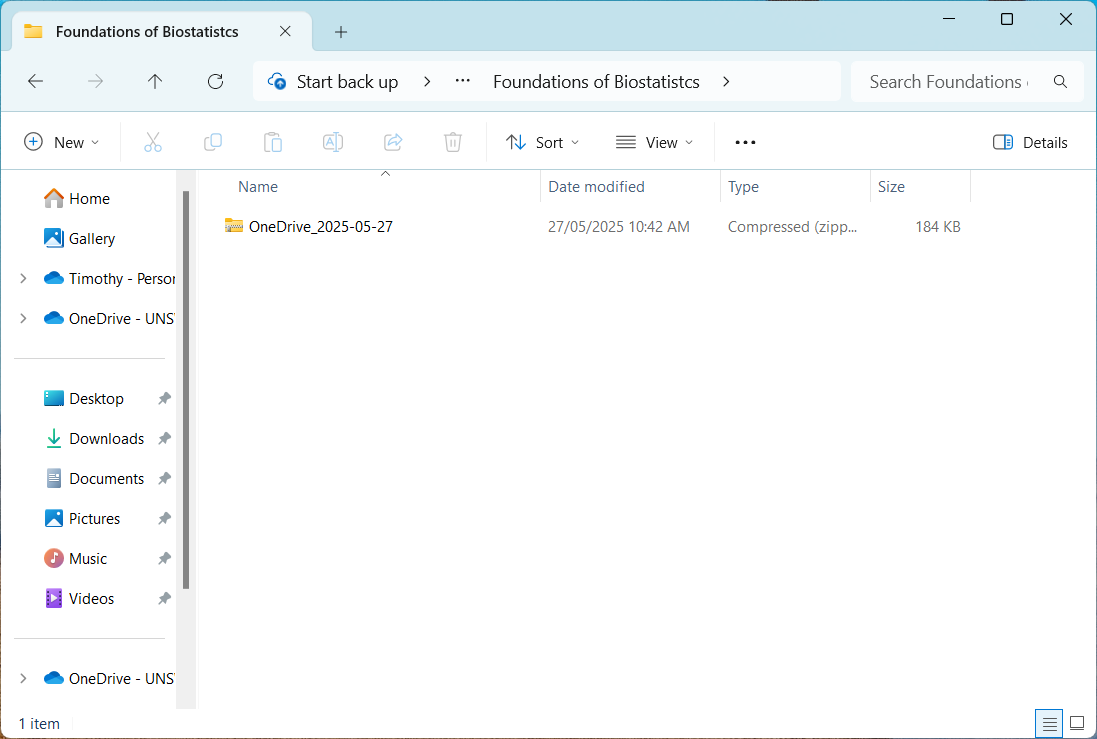 Foundations of Biostatistcs
Start back up
Foundations of Biostatistcs
Search Foundations
New
Sort
View
Details
Name
Date modified
Type
Size
Home
OneDrive_2025-05-27
27/05/2025 10:42 AM
Compressed (zipp...
184 KB
Gallery
Timothy - Person
OneDrive - UNS
Desktop
Downloads
Documents
Pictures
Music
Videos
OneDrive - UNS
1 item